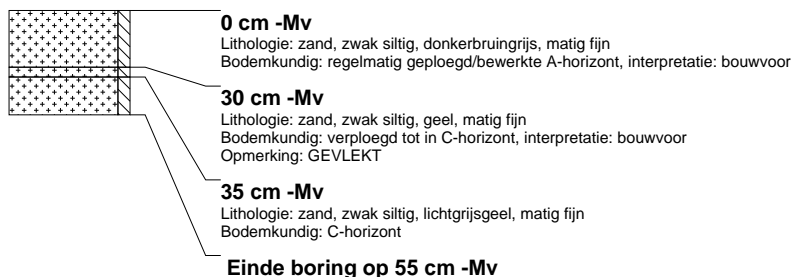 0 cm -Mv
Lithologie: zand, zwak siltig, donkerbruingrijs, matig fijn
Bodemkundig: regelmatig geploegd/bewerkte A-horizont, interpretatie: bouwvoor
30 cm -Mv
Lithologie: zand, zwak siltig, geel, matig fijn
Bodemkundig: verploegd tot in C-horizont, interpretatie: bouwvoor
Opmerking: GEVLEKT
35 cm -Mv
Lithologie: zand, zwak siltig, lichtgrijsgeel, matig fijn
Bodemkundig: C-horizont
Einde boring op 55 cm -Mv